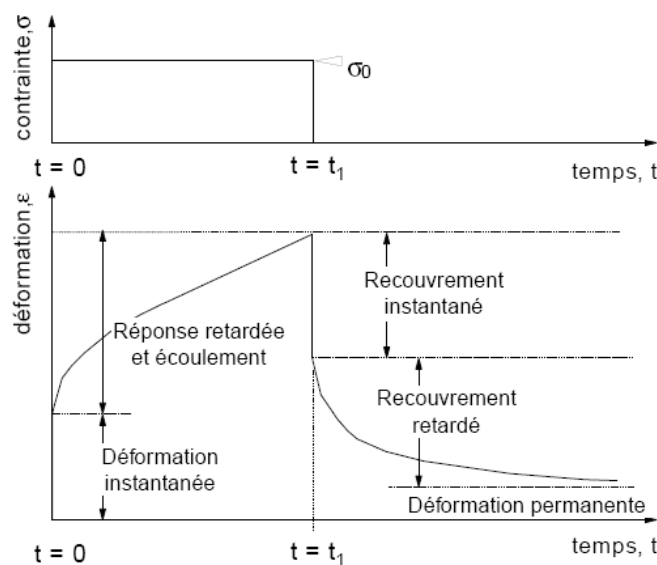 contrainte,σ
σ0
t = 0
t = t1
temps, t
déformation,ε
Recouvrement
instantané
Réponse retardée
et écoulement
Recouvrement
retardé
Déformation
instantanée
Déformation permanente
t = 0
t = t1
temps, t